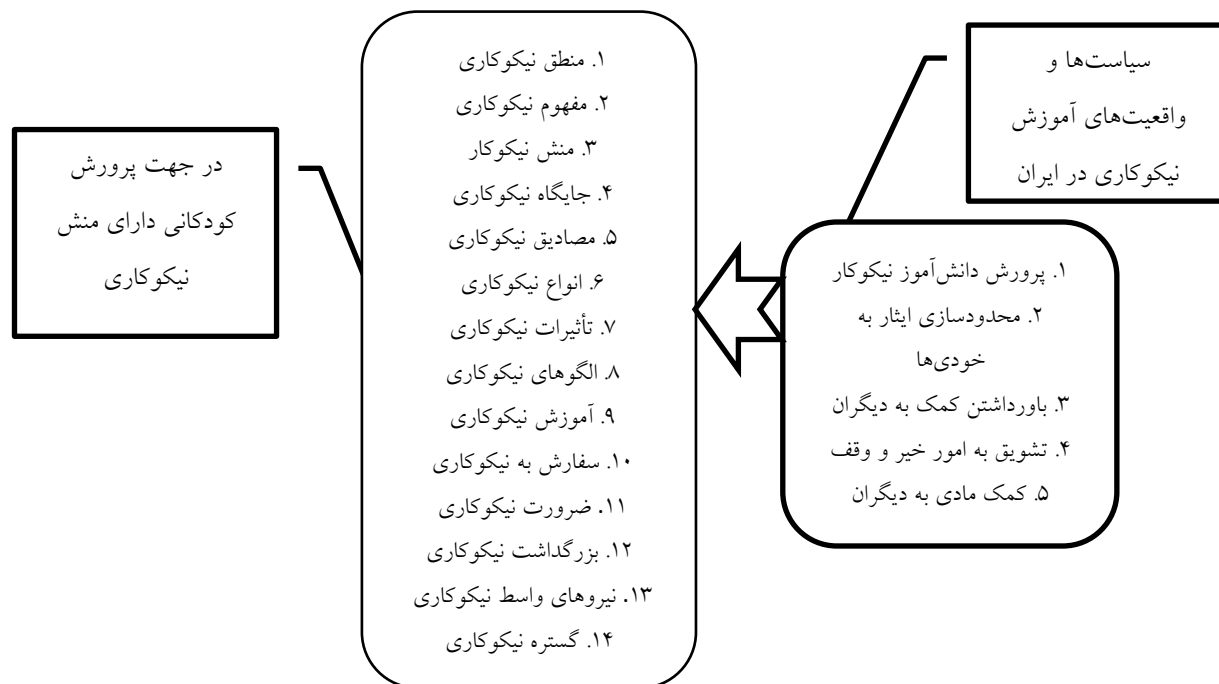 سیاست‌ها و
واقعیت‌های آموزش
نیکوکاری در ایران
۱. پرورش دانش‌آموز نیکوکار
۲. محدودسازی ایثار به
خودی‌ها
۳. باورداشتن کمک به دیگران
۴. تشویق به امور خیر و وقف
۵. کمک مادی به دیگران
۱. منطق نیکوکاری
۲. مفهوم نیکوکاری
۳. منش نیکوکار
۴. جایگاه نیکوکاری
۵. مصادیق نیکوکاری
۶. انواع نیکوکاری
۷. تأثیرات نیکوکاری
۸. الگوهای نیکوکاری
۹. آموزش نیکوکاری
۱۰. سفارش به نیکوکاری
۱۱. ضرورت نیکوکاری
۱۲. بزرگداشت نیکوکاری
۱۳. نیروهای واسط نیکوکاری
۱۴. گستره نیکوکاری
در جهت پرورش
کودکانی دارای منش
نیکوکاری